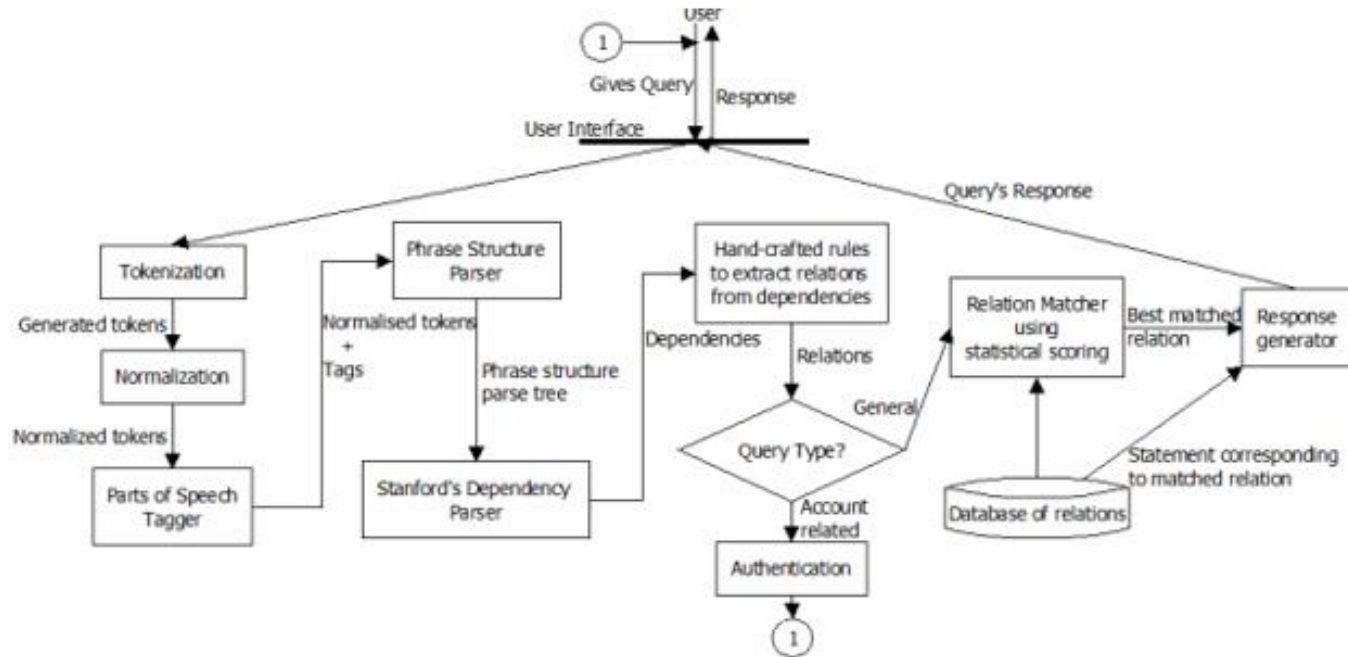 User
1
Gives Query
Response
User Interface
Query's Response
Tokenization
Generated tokens
Normalization
Normalized tokens
Parts of Speech
Tagger
Phrase Structure
Parser
Normalised tokens
+
Tags
Phrase structure
parse tree
Stanford's Dependency
Parser
Dependencies
Hand-crafted rules
to extract relations
from dependencies
Relations
Query Type?
General
Account
related
Authentication
1
Relation Matcher
using
statistical scoring
Best matched
relation
Response
generator
Statement corresponding
to matched relation
Database of relations